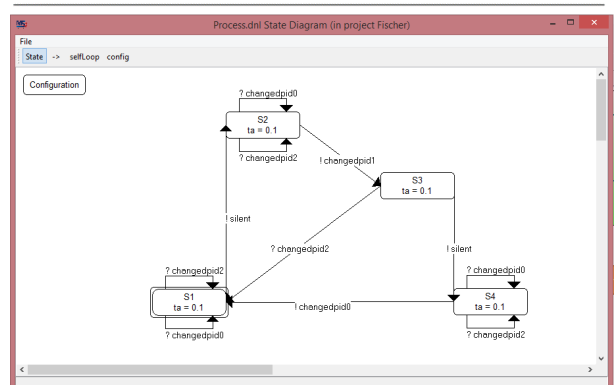 Process.dnl State Diagram (in project Fischer)
File
State -> selfLoop config
Configuration
? changedpid0
S2
ta = 0.1
? changedpid2
! changedpid1
S3
ta = 0.1
! silent
? changedpid2
! silent
? changedpid2
S1
ta = 0.1
? changedpid0
! changedpid0
? changedpid0
S4
ta = 0.1
? changedpid2